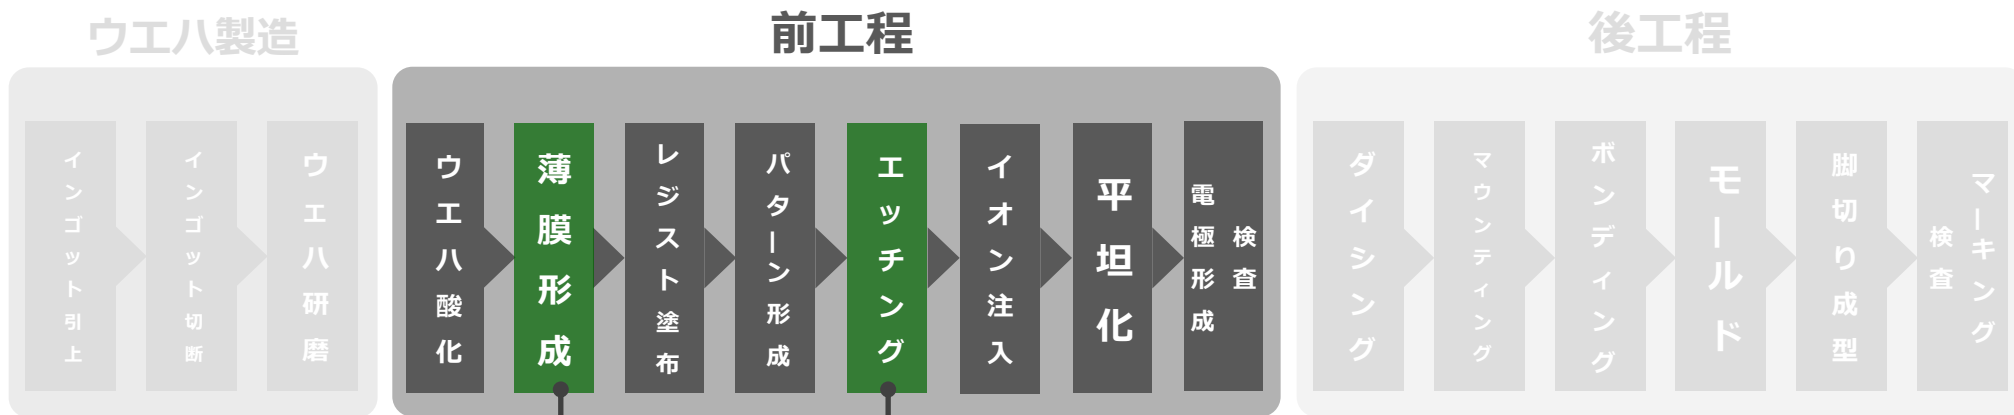 ウエハ製造
インゴット引上
インゴット切断
ウエハ研磨
前工程
ウエハ酸化
薄膜形成
レジスト塗布
パターン形成
エッチング
イオン注入
平坦化
検査
電極形成
後工程
ダイシング
マウンティング
ボンディング
モールド
脚切り成型
マーキング
検査